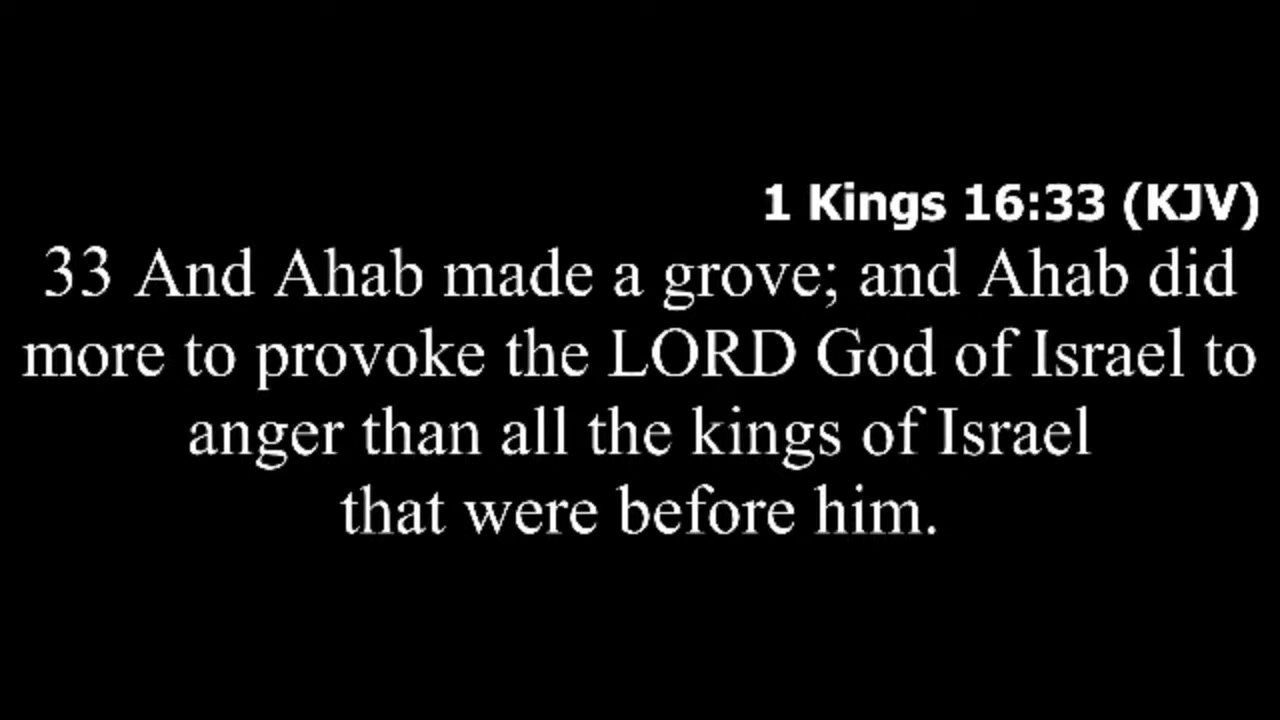 1 Kings 16:33 (KJV)
33 And Ahab made a grove; and Ahab did
more to provoke the LORD God of Israel to
anger than all the kings of Israel
that were before him.